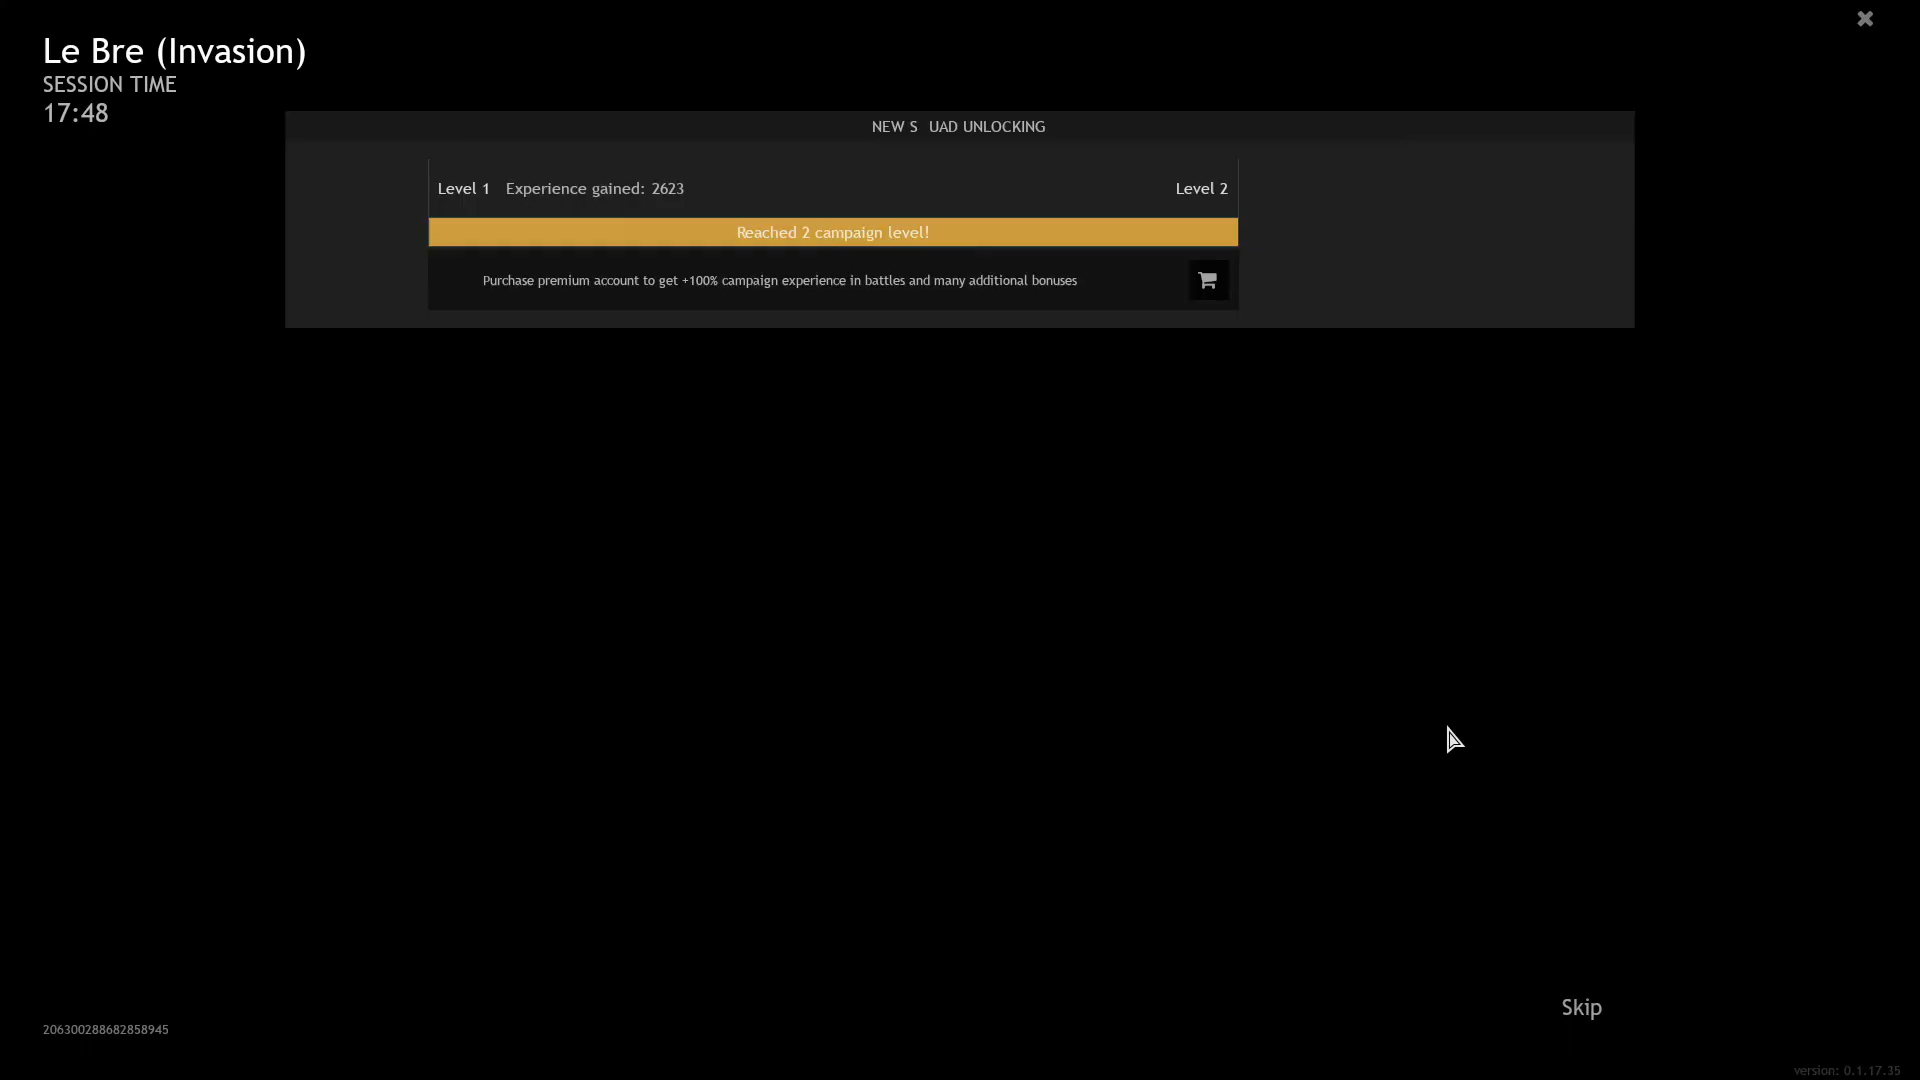 Le Bre (Invasion)
SESSION TIME
17:48
NEW S UAD UNLOCKING
Level 1 Experience gained: 2623 Level 2
Reached 2 campaign level!
Purchase premium account to get +100% campaign experience in battles and many additional bonuses
Skip
206300288682858945
version: 0.1.17.35